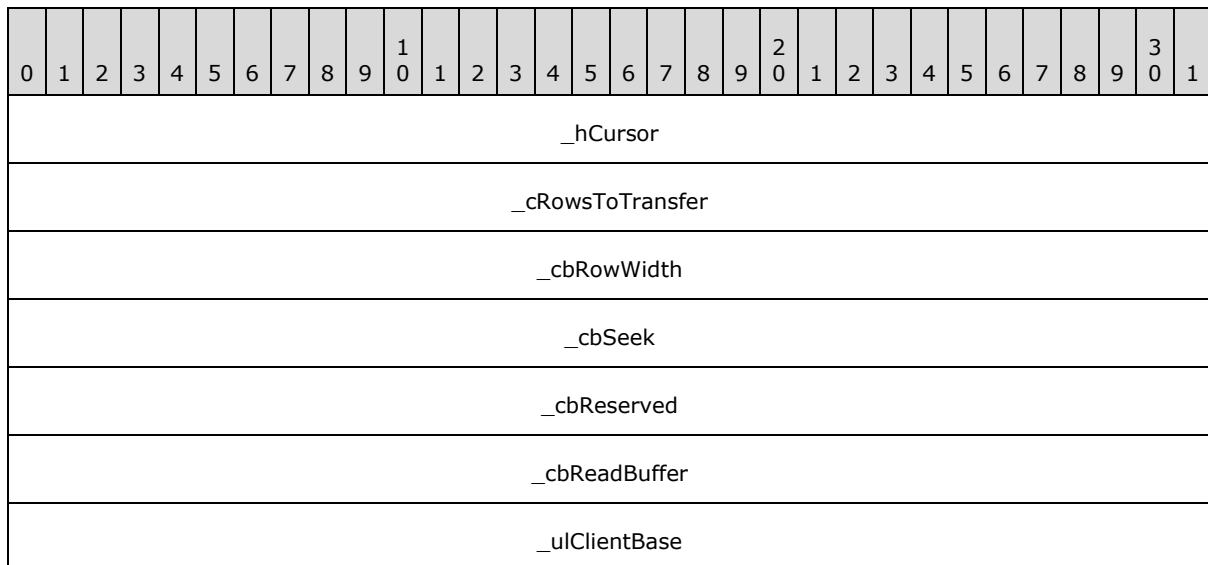 1 2 3
0 1 2 3 4 5 6 7 8 9 0 1 2 3 4 5 6 7 8 9 0 1 2 3 4 5 6 7 8 9 0 1
_hCursor
_cRowsToTransfer
_cbRowWidth
_cbSeek
_cbReserved
_cbReadBuffer
_ulClientBase